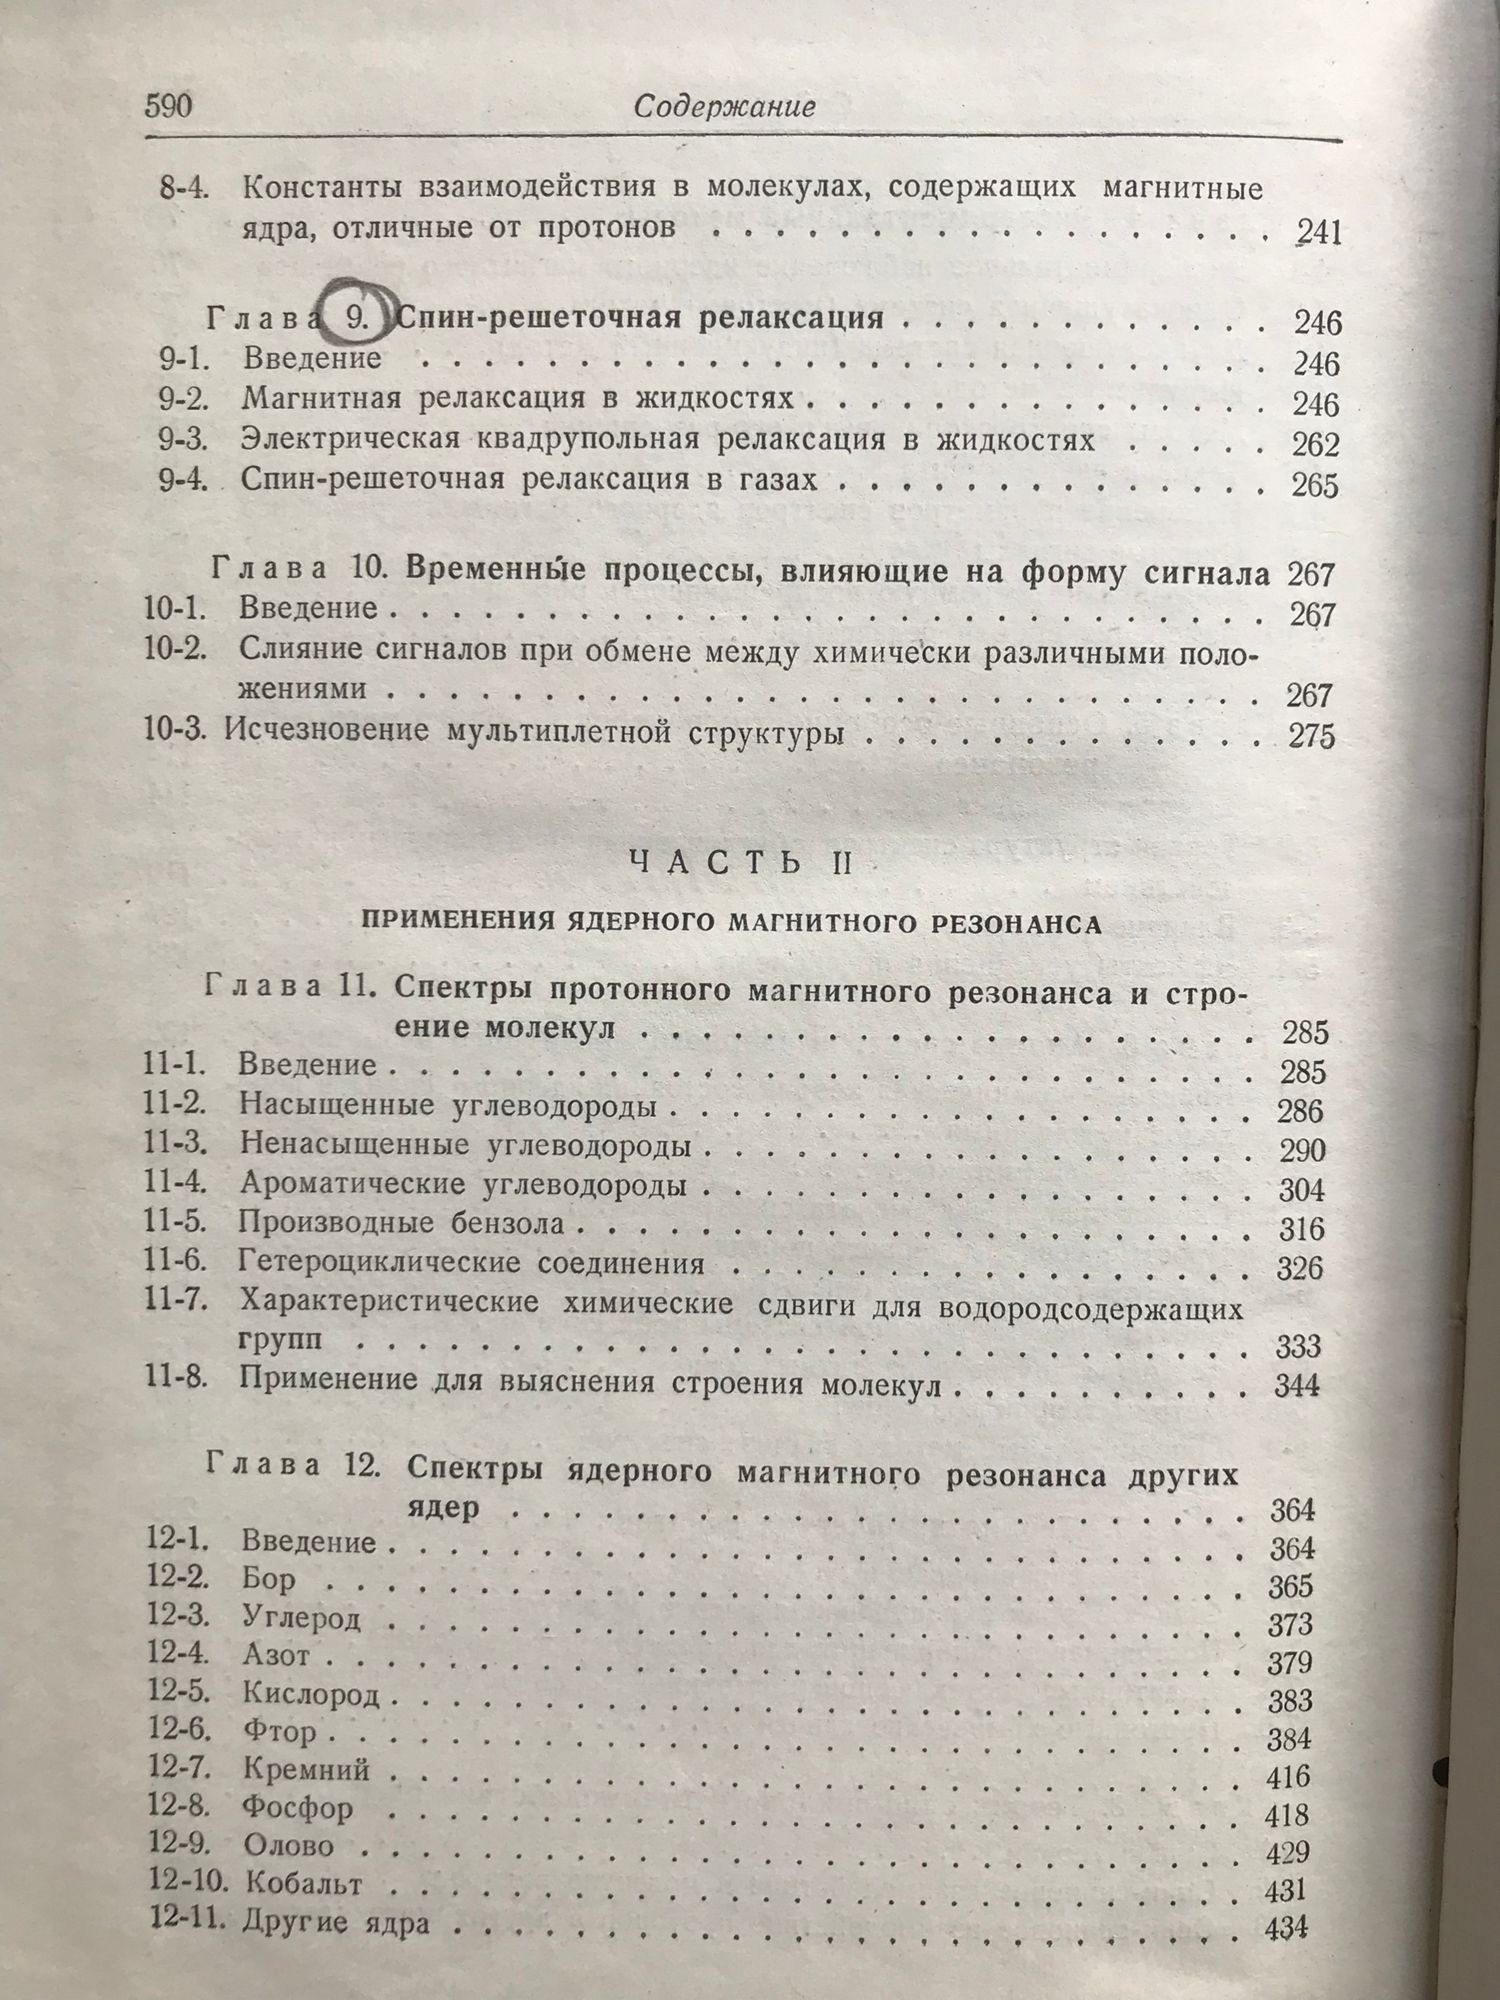 590 Содержание
8-4. Константы взаимодействия в молекулах, содержащих магнитные
ядра, отличные от протонов . . . . . . . . . . . . . . . . . . 241
Глава 9. Спин-решеточная релаксация . . . . . . . . . . . . 246
9-1. Введение . . . . . . . . . . . . . . . . . . . . . . . . . . . 246
9-2. Магнитная релаксация в жидкостях . . . . . . . . . . . . . . . 246
9-3. Электрическая квадрупольная релаксация в жидкостях . . . . . 262
9-4. Спин-решеточная релаксация в газах . . . . . . . . . . . . . . 265
Глава 10. Временные процессы, влияющие на форму сигнала 267
10-1. Введение . . . . . . . . . . . . . . . . . . . . . . . . . . . . 267
10-2. Слияние сигналов при обмене между химически различными поло-
жениями . . . . . . . . . . . . . . . . . . . . . . . . . . . . 267
10-3. Исчезновение мультиплетной структуры . . . . . . . . . . . . . 275
ЧАСТЬ II
ПРИМЕНЕНИЯ ЯДЕРНОГО МАГНИТНОГО РЕЗОНАНСА
Глава 11. Спектры протонного магнитного резонанса и стро-
ение молекул . . . . . . . . . . . . . . . . . . . . 285
11-1. Введение . . . . . . . . . . . . . . . . . . . . . . . . . . . . 285
11-2. Насыщенные углеводороды . . . . . . . . . . . . . . . . . . . 286
11-3. Ненасыщенные углеводороды . . . . . . . . . . . . . . . . . . 290
11-4. Ароматические углеводороды . . . . . . . . . . . . . . . . . . 304
11-5. Производные бензола . . . . . . . . . . . . . . . . . . . . . . 316
11-6. Гетероциклические соединения . . . . . . . . . . . . . . . . . 326
11-7. Характеристические химические сдвиги для водородсодержащих
групп . . . . . . . . . . . . . . . . . . . . . . . . . . . . . 333
11-8. Применение для выяснения строения молекул . . . . . . . . . . 344
Глава 12. Спектры ядерного магнитного резонанса других
ядер . . . . . . . . . . . . . . . . . . . . . . . . 364
12-1. Введение . . . . . . . . . . . . . . . . . . . . . . . . . . . . 364
12-2. Бор . . . . . . . . . . . . . . . . . . . . . . . . . . . . . . 365
12-3. Углерод . . . . . . . . . . . . . . . . . . . . . . . . . . . . 373
12-4. Азот . . . . . . . . . . . . . . . . . . . . . . . . . . . . . . 379
12-5. Кислород . . . . . . . . . . . . . . . . . . . . . . . . . . . . 383
12-6. Фтор . . . . . . . . . . . . . . . . . . . . . . . . . . . . . . 384
12-7. Кремний . . . . . . . . . . . . . . . . . . . . . . . . . . . . 416
12-8. Фосфор . . . . . . . . . . . . . . . . . . . . . . . . . . . . 418
12-9. Олово . . . . . . . . . . . . . . . . . . . . . . . . . . . . . 429
12-10. Кобальт . . . . . . . . . . . . . . . . . . . . . . . . . . . . 431
12-11. Другие ядра . . . . . . . . . . . . . . . . . . . . . . . . . . 434